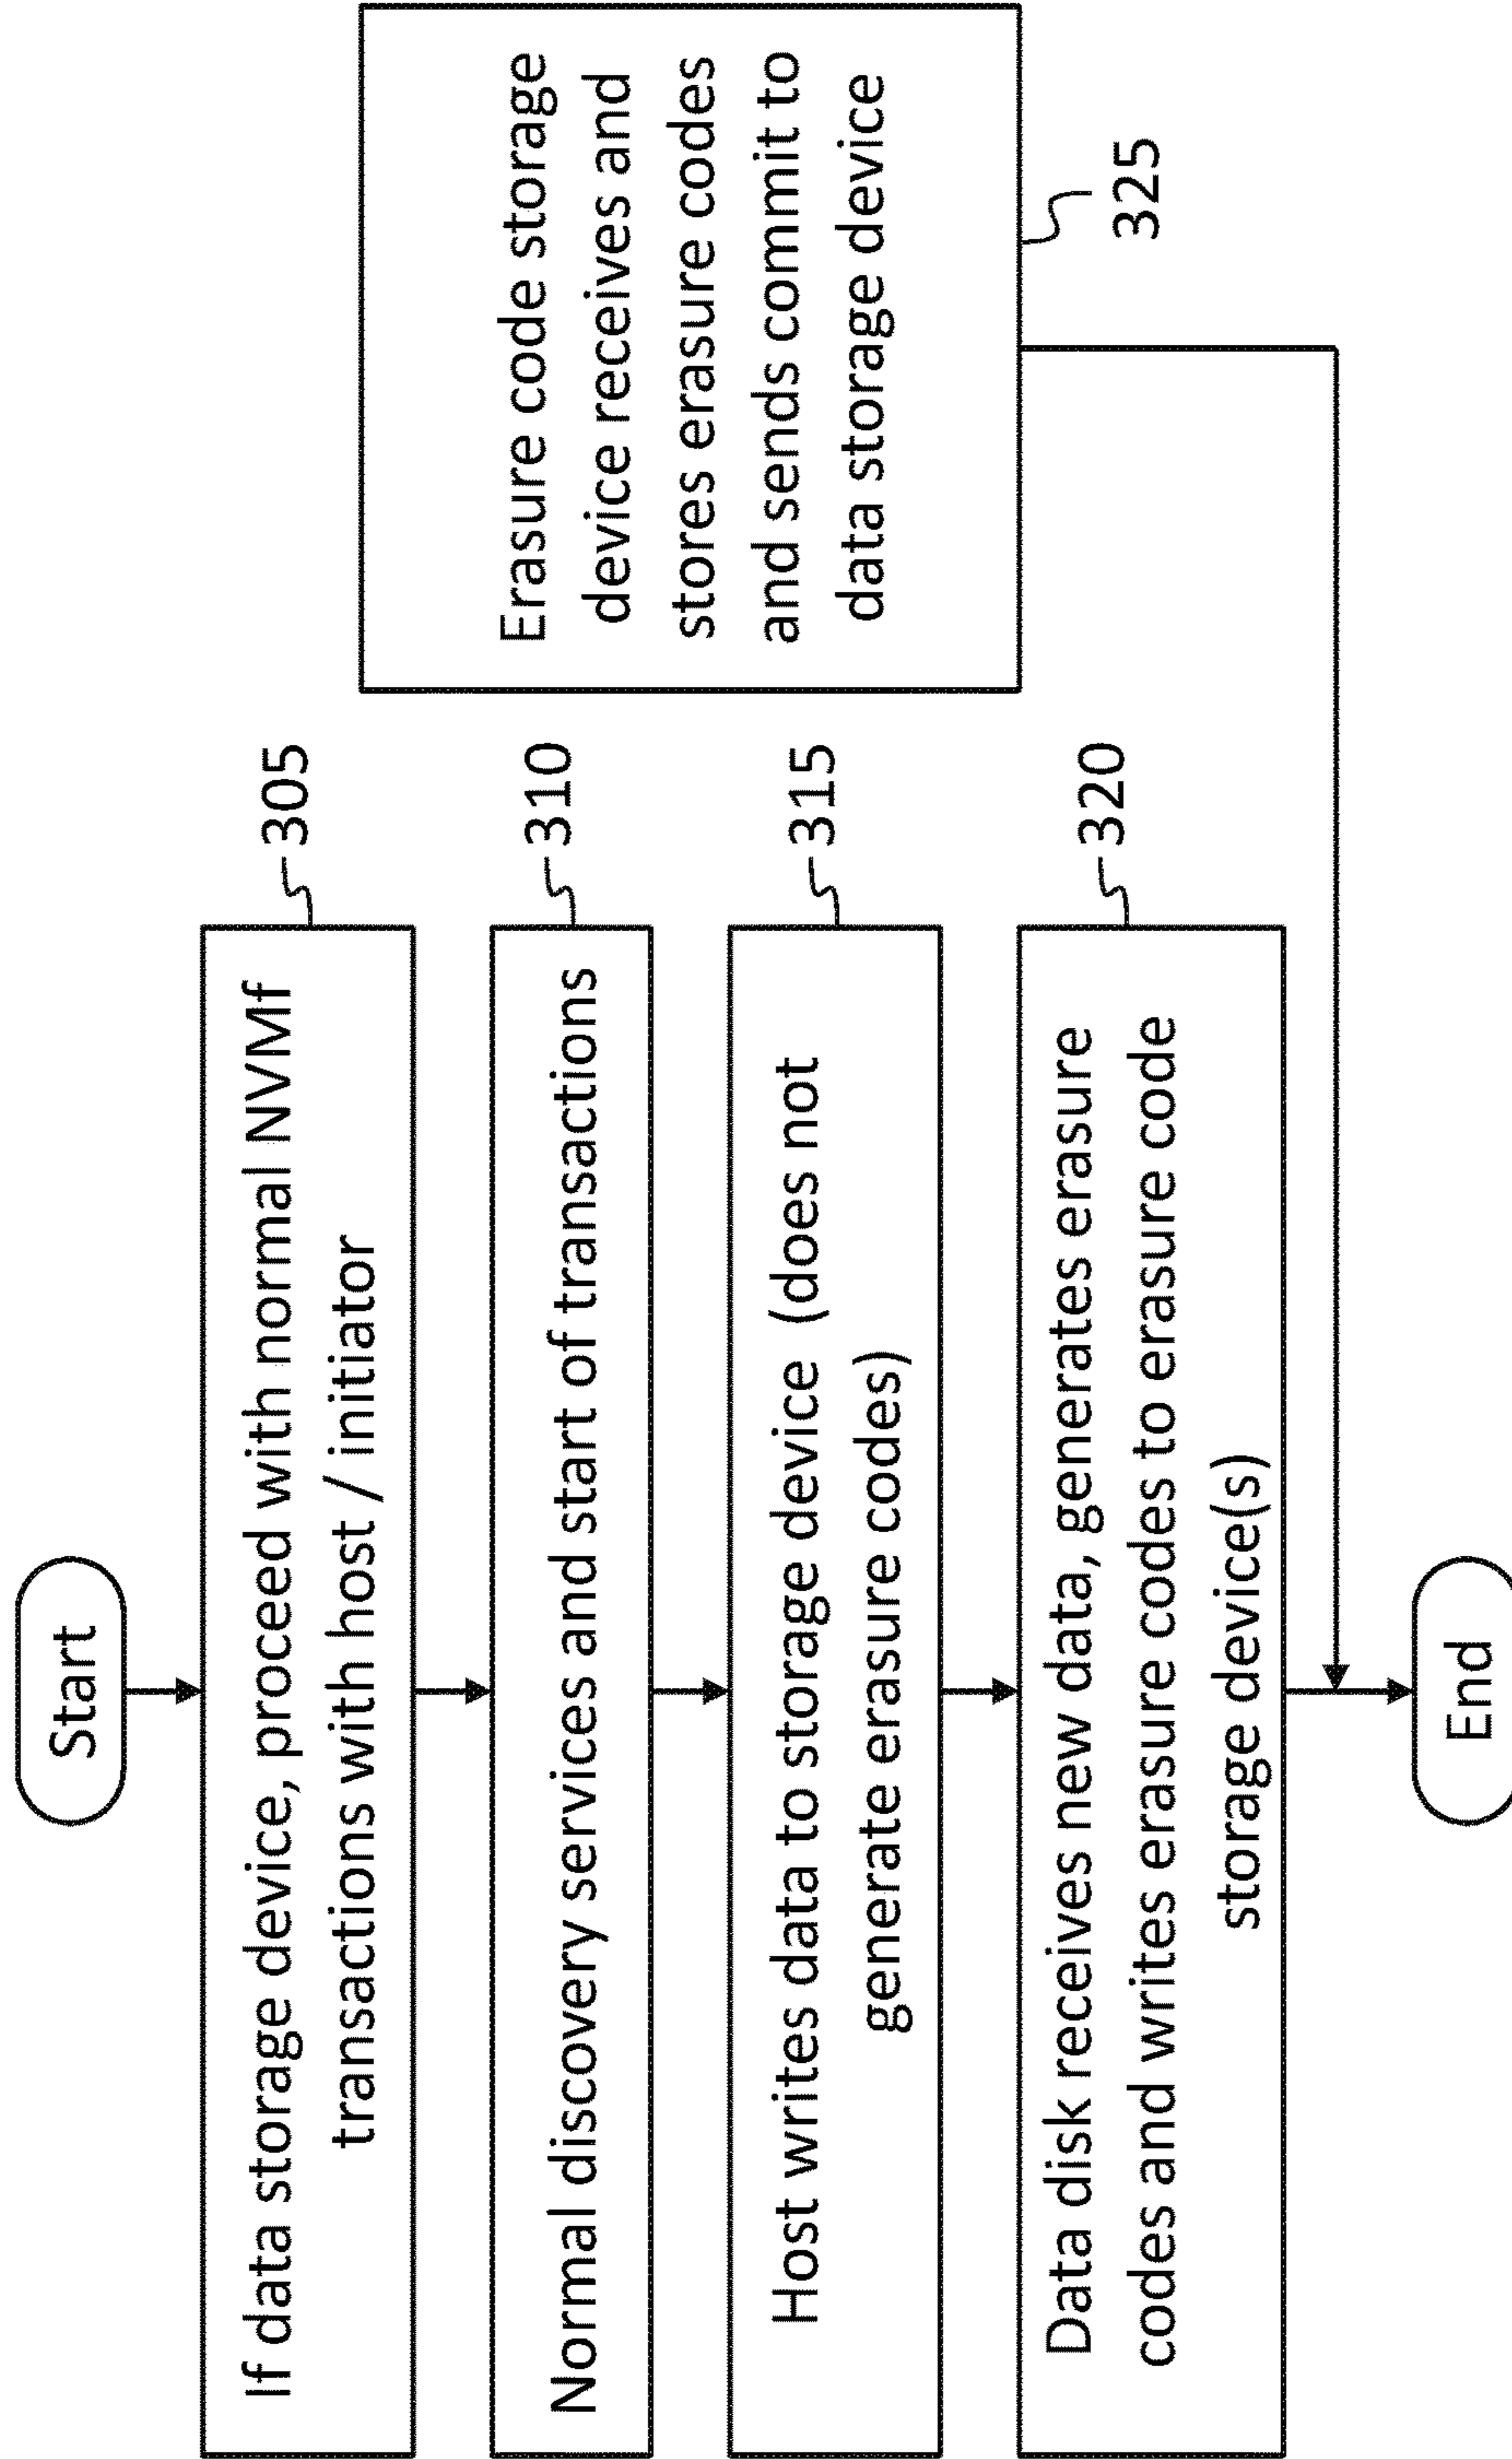 Start
If data storage device, proceed with normal NVMf
transactions with host / initiator
305
Normal discovery services and start of transactions
310
Host writes data to storage device (does not
generate erasure codes)
315
Data disk receives new data, generates erasure
codes and writes erasure codes to erasure code
storage device(s)
320
Erasure code storage
device receives and
stores erasure codes
and sends commit to
data storage device
325
End